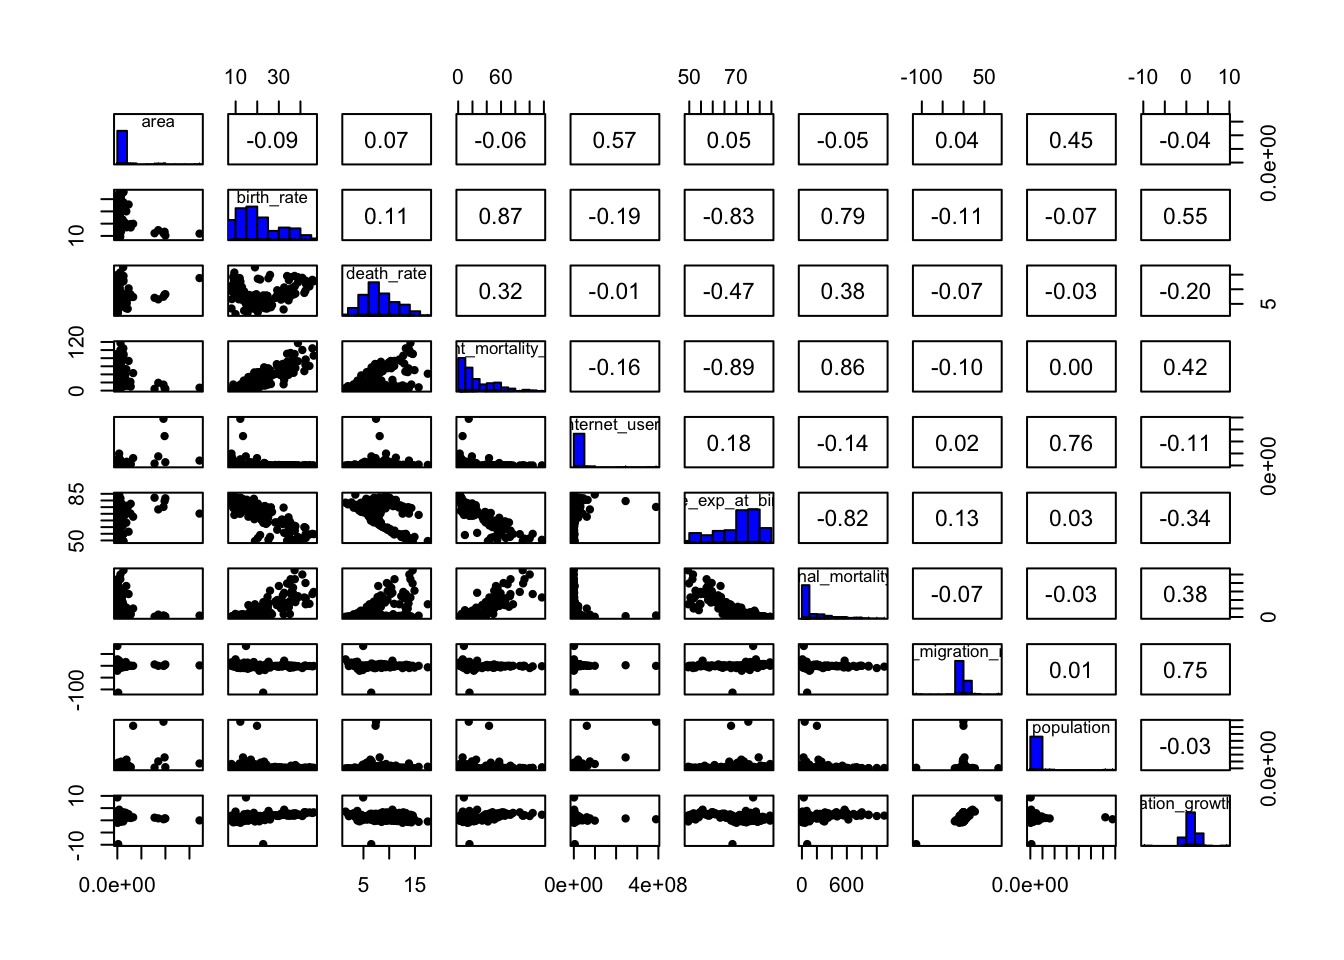 10 30 0 60 50 70 -100 50 -10 0 10
area -0.09 0.07 -0.06 0.57 0.05 -0.05 0.04 0.45 -0.04 0.0e+00
10 birth_rate 0.11 0.87 -0.19 -0.83 0.79 -0.11 -0.07 0.55
death_rate 0.32 -0.01 -0.47 0.38 -0.07 -0.03 -0.20 5
0 120 nt_mortality_ -0.16 -0.89 0.86 -0.10 0.00 0.42
nternet_user 0.18 -0.14 0.02 0.76 -0.11 0e+00
50 85 e_exp_at_bi -0.82 0.13 0.03 -0.34
nal_mortality -0.07 -0.03 0.38 0
-100 _migration_r 0.01 0.75
population -0.03 0.0e+00
-10 10 ation_growth
0.0e+00 5 15 0e+00 4e+08 0 600 0.0e+00